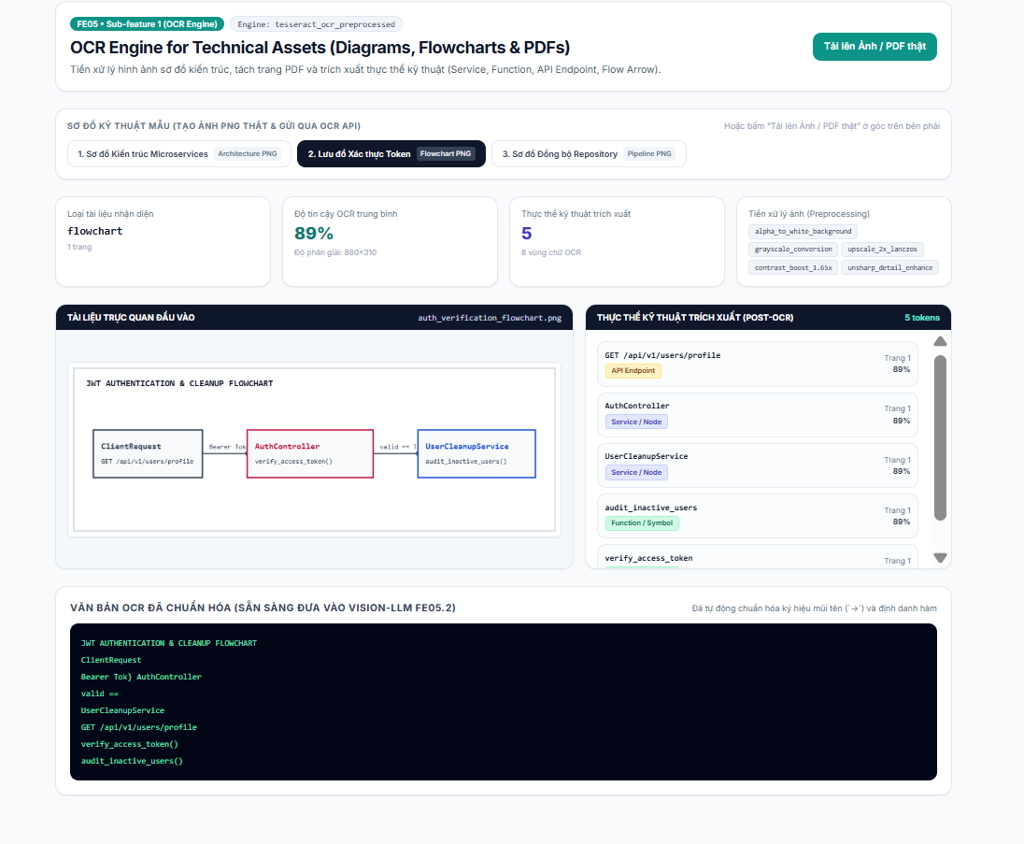 FE05 • Sub-feature 1 (OCR Engine) Engine: tesseract_ocr_preprocessed
OCR Engine for Technical Assets (Diagrams, Flowcharts & PDFs)
Tiền xử lý hình ảnh sơ đồ kiến trúc, tách trang PDF và trích xuất thực thể kỹ thuật (Service, Function, API Endpoint, Flow Arrow).
Tải lên Ảnh / PDF thật
SƠ ĐỒ KỸ THUẬT MẪU (TẠO ẢNH PNG THẬT & GỬI QUA OCR API)
Hoặc bấm "Tải lên Ảnh / PDF thật" ở góc trên bên phải
1. Sơ đồ Kiến trúc Microservices Architecture PNG
2. Lưu đồ Xác thực Token Flowchart PNG
3. Sơ đồ Đồng bộ Repository Pipeline PNG
Loại tài liệu nhận diện
flowchart
1 trang
Độ tin cậy OCR trung bình
89%
Độ phân giải: 880×310
Thực thể kỹ thuật trích xuất
5
8 vùng chữ OCR
Tiền xử lý ảnh (Preprocessing)
alpha_to_white_background
grayscale_conversion upscale_2x_lanczos
contrast_boost_1.65x unsharp_detail_enhance
TÀI LIỆU TRỰC QUAN ĐẦU VÀO auth_verification_flowchart.png
JWT AUTHENTICATION & CLEANUP FLOWCHART
ClientRequest
GET /api/v1/users/profile
Bearer Tok
AuthController
verify_access_token()
valid == T
UserCleanupService
audit_inactive_users()
THỰC THỂ KỸ THUẬT TRÍCH XUẤT (POST-OCR) 5 tokens
GET /api/v1/users/profile Trang 1
API Endpoint 89%
AuthController Trang 1
Service / Node 89%
UserCleanupService Trang 1
Service / Node 89%
audit_inactive_users Trang 1
Function / Symbol 89%
verify_access_token Trang 1
VĂN BẢN OCR ĐÃ CHUẨN HÓA (SẴN SÀNG ĐƯA VÀO VISION-LLM FE05.2)
Đã tự động chuẩn hóa ký hiệu mũi tên (`→`) và định danh hàm
JWT AUTHENTICATION & CLEANUP FLOWCHART
ClientRequest
Bearer Tok} AuthController
valid ==
UserCleanupService
GET /api/v1/users/profile
verify_access_token()
audit_inactive_users()